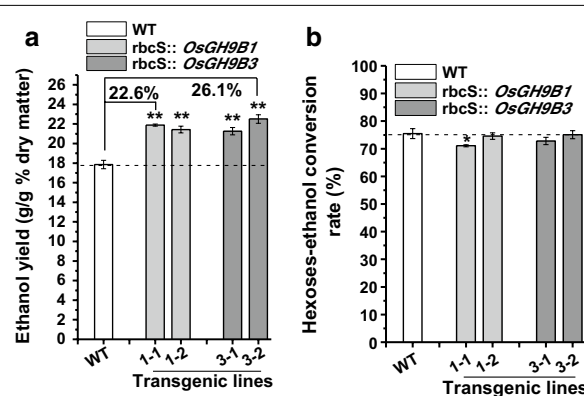 a
WT
rbcS:: OsGH9B1
rbcS:: OsGH9B3
Ethanol yield (g/g % dry matter)
26
24
22
20
18
16
14
12
10
8
6
4
2
0
22.6%
26.1%
**
**
**
**
WT
1-1
1-2
3-1
3-2
Transgenic lines
b
WT
rbcS:: OsGH9B1
rbcS:: OsGH9B3
Hexoses-ethanol conversion
rate (%)
100
90
80
70
60
50
40
30
20
10
0
*
WT
1-1
1-2
3-1
3-2
Transgenic lines